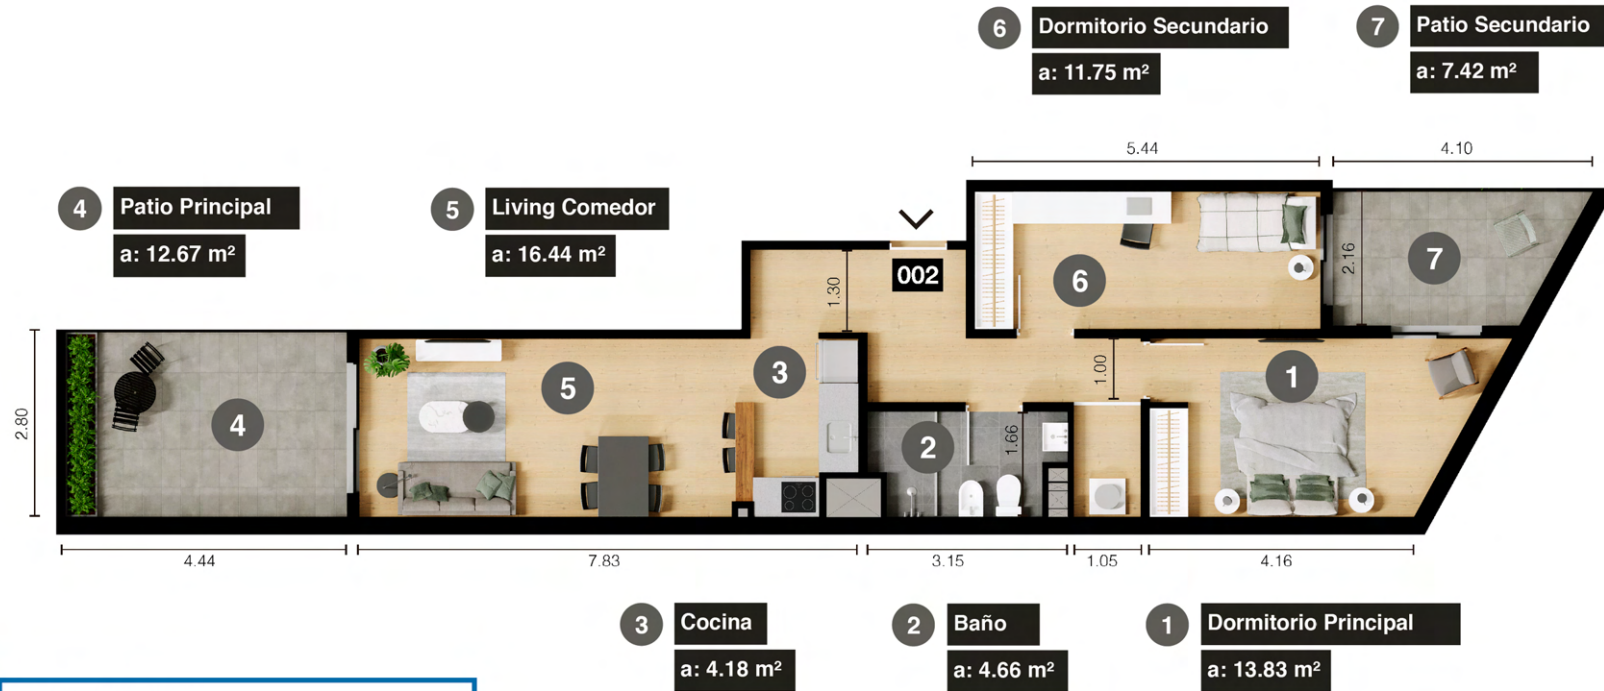 6 Dormitorio Secundario
a: 11.75 m²
7 Patio Secundario
a: 7.42 m²
5.44
4.10
4 Patio Principal
a: 12.67 m²
5 Living Comedor
a: 16.44 m²
002
1.30
6
2.16
7
2.80
4
5
3
1.00
1
2
1.66
4.44
7.83
3.15
1.05
4.16
3 Cocina
a: 4.18 m²
2 Baño
a: 4.66 m²
1 Dormitorio Principal
a: 13.83 m²